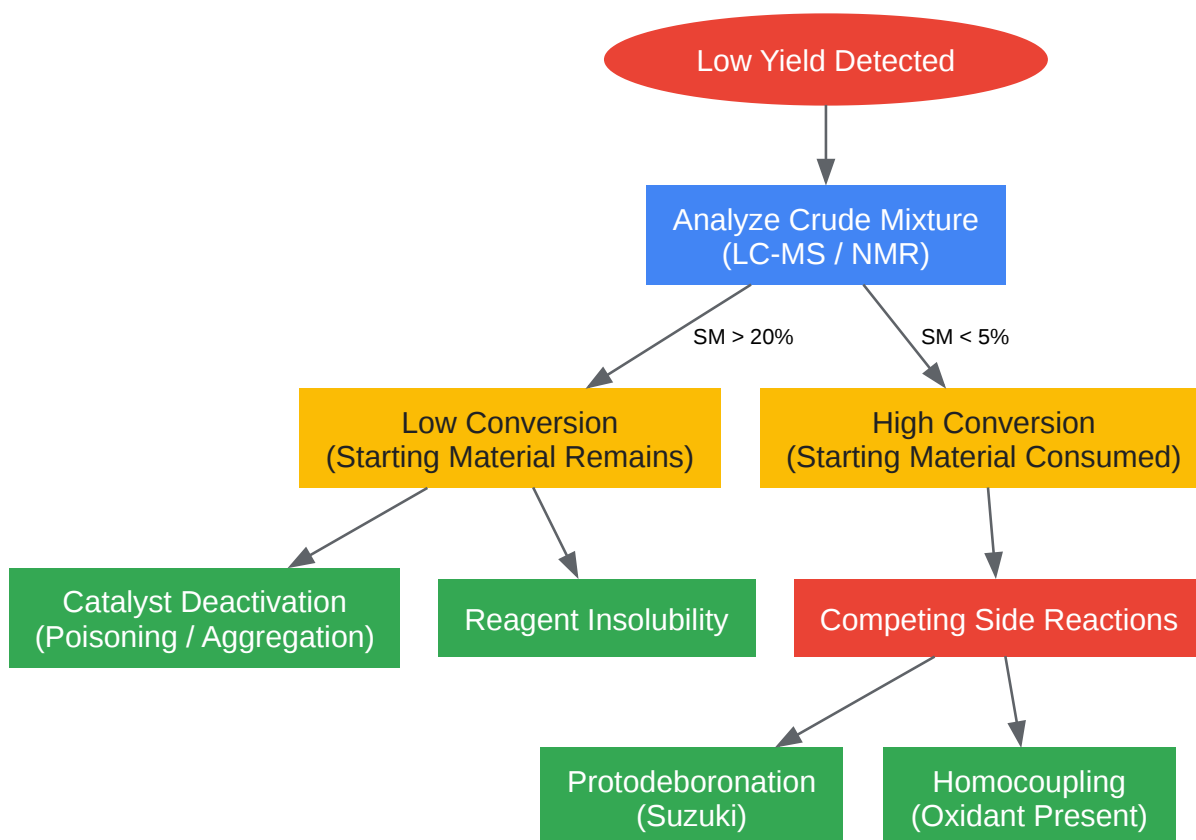 Low Yield Detected
Analyze Crude Mixture
(LC-MS / NMR)
SM > 20%
SM < 5%
Low Conversion
(Starting Material Remains)
High Conversion
(Starting Material Consumed)
Catalyst Deactivation
(Poisoning / Aggregation)
Reagent Insolubility
Competing Side Reactions
Protodeboronation
(Suzuki)
Homocoupling
(Oxidant Present)